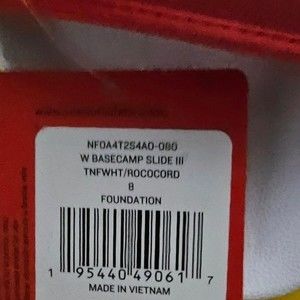 NF0A4T2S4A0-080
W BASECAMP SLIDE III
TNFWHT/ROCOCORD
8
FOUNDATION
1 95440 49061 7
MADE IN VIETNAM